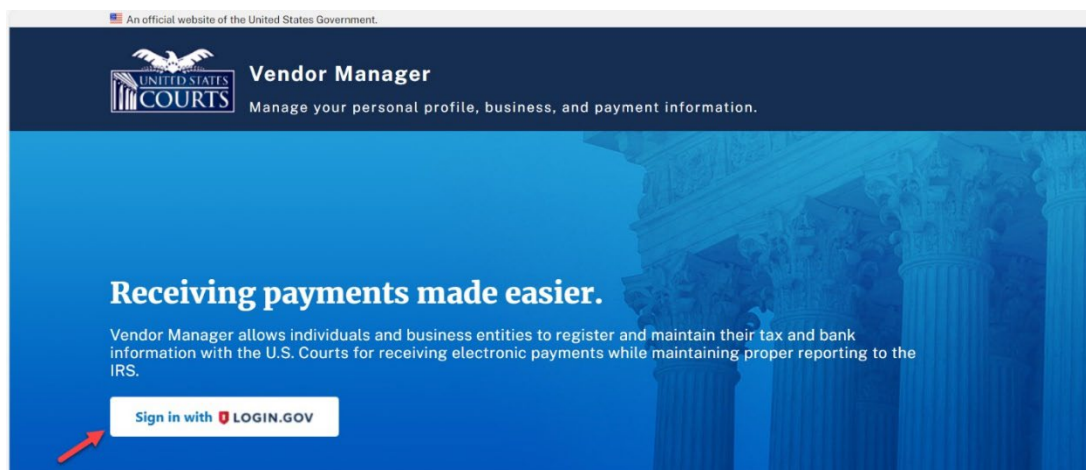 An official website of the United States Government.
UNITED STATES
COURTS
Vendor Manager
Manage your personal profile, business, and payment information.
Receiving payments made easier.
Vendor Manager allows individuals and business entities to register and maintain their tax and bank
information with the U.S. Courts for receiving electronic payments while maintaining proper reporting to the
IRS.
Sign in with LOGIN.GOV